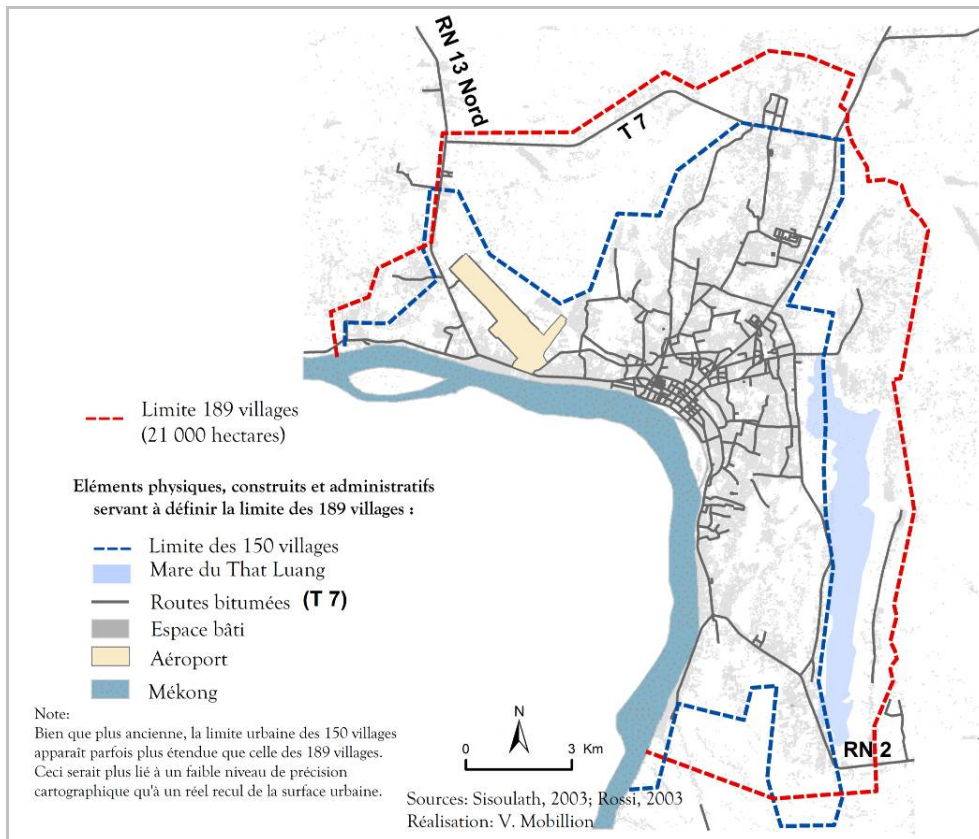 RN 13 Nord
T 7
Limite 189 villages
(21 000 hectares)
Eléments physiques, construits et administratifs
servant à définir la limite des 189 villages :
Limite des 150 villages
Mare du That Luang
Routes bitumées (T 7)
Espace bâti
Aéroport
Mékong
Note:
Bien que plus ancienne, la limite urbaine des 150 villages
apparaît parfois plus étendue que celle des 189 villages.
Ceci serait plus lié à un faible niveau de précision
cartographique qu'à un réel recul de la surface urbaine.
N
0 3 Km
RN 2
Sources: Sisoulath, 2003; Rossi, 2003
Réalisation: V. Mobillion